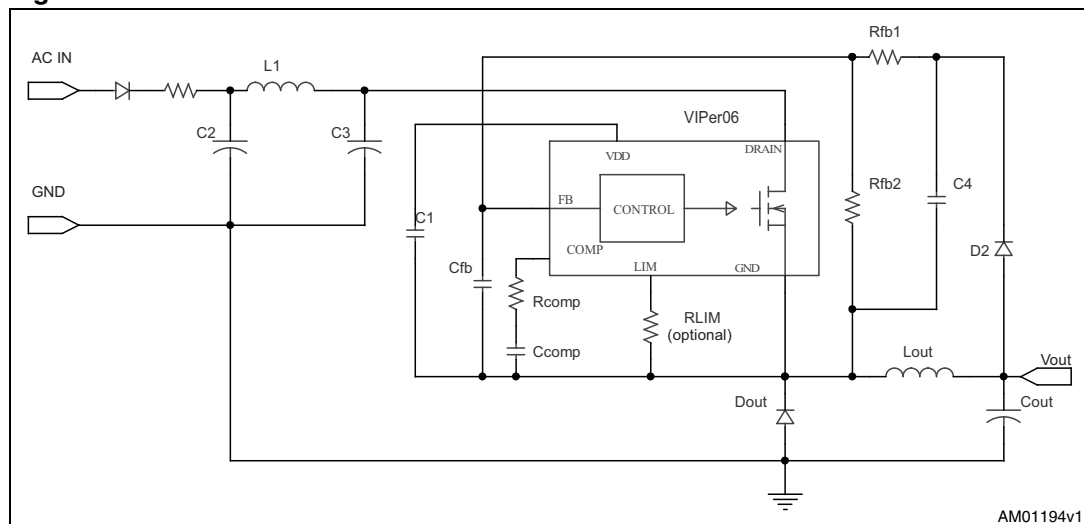 AC IN
L1
C2
C3
GND
Rfb1
VIPer06
VDD
DRAIN
FB
CONTROL
COMP
LIM
GND
C1
Cfb
Rcomp
Ccomp
RLIM
(optional)
Rfb2
C4
D2
Lout
Vout
Dout
Cout
AM01194v1